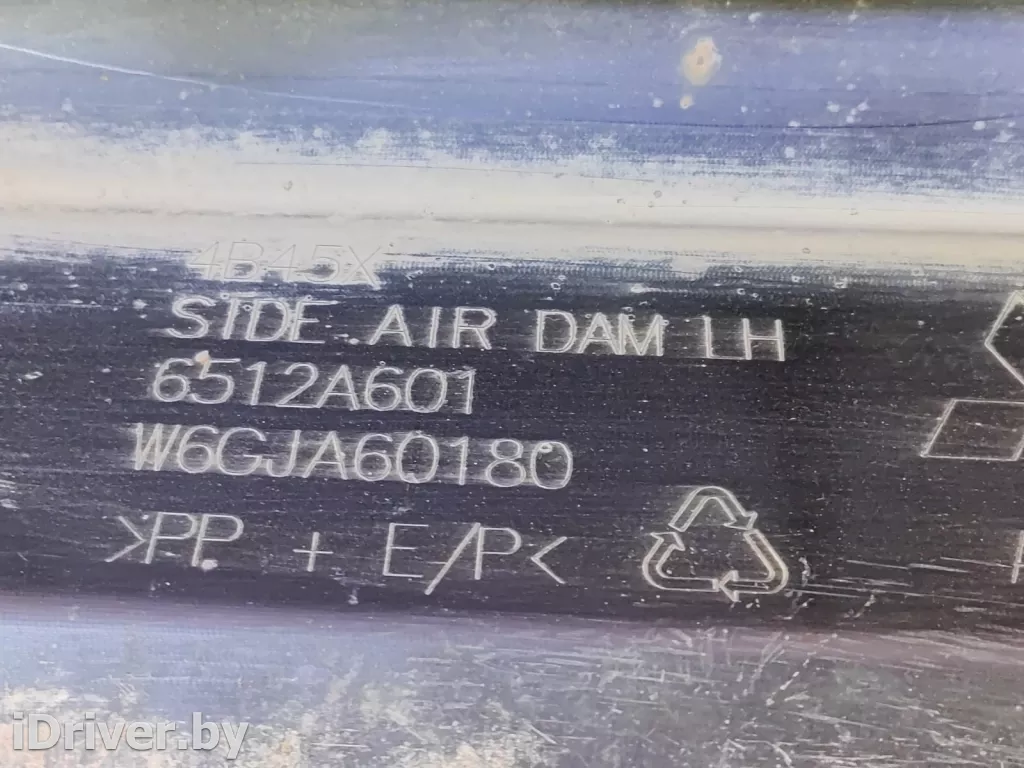 4B45X
SIDE AIR DAM LH
6512A601
W6GJA60180
>PP + E/P<
iDriver.by